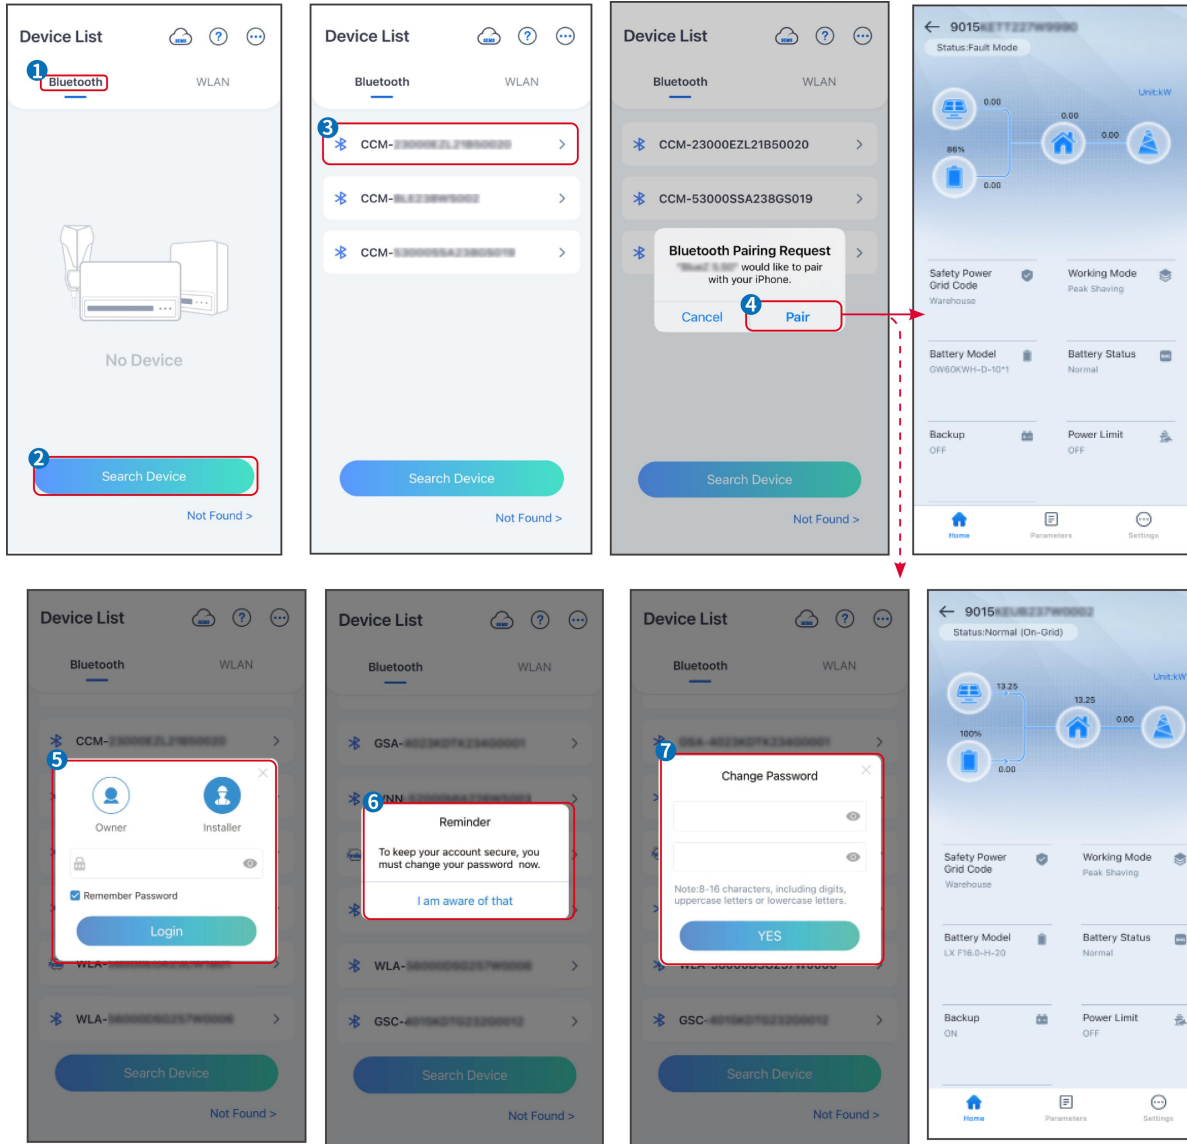 Device List
SEMS
?
1
Bluetooth
WLAN
No Device
2
Search Device
Not Found >
Device List
SEMS
?
Bluetooth
WLAN
3
CCM-
CCM-
CCM-
Search Device
Not Found >
Device List
SEMS
?
Bluetooth
WLAN
CCM-23000EZL21B50020
CCM-53000SSA238GS019
Bluetooth Pairing Request
would like to pair
with your iPhone.
4
Cancel
Pair
Search Device
Not Found >
9015
Status:Fault Mode
Unit:kW
0.00
0.00
0.00
86%
0.00
Safety Power
Grid Code
Warehouse
Working Mode
Peak Shaving
Battery Model
GW60KWH-D-10*1
Battery Status
Normal
Backup
OFF
Power Limit
OFF
Home
Parameters
Settings
Device List
SEMS
?
Bluetooth
WLAN
CCM-
5
Owner
Installer
Remember Password
Login
WLA-
WLA-
Search Device
Not Found >
Device List
SEMS
?
Bluetooth
WLAN
GSA-
6
Reminder
To keep your account secure, you
must change your password now.
I am aware of that
WLA-
GSC-
Search Device
Not Found >
Device List
SEMS
?
Bluetooth
WLAN
7
Change Password
Note:8-16 characters, including digits,
uppercase letters or lowercase letters.
YES
GSC-
Search Device
Not Found >
9015
Status:Normal (On-Grid)
Unit:kW
13.25
13.25
0.00
100%
0.00
Safety Power
Grid Code
Warehouse
Working Mode
Peak Shaving
Battery Model
LX F16.0-H-20
Battery Status
Normal
Backup
ON
Power Limit
OFF
Home
Parameters
Settings